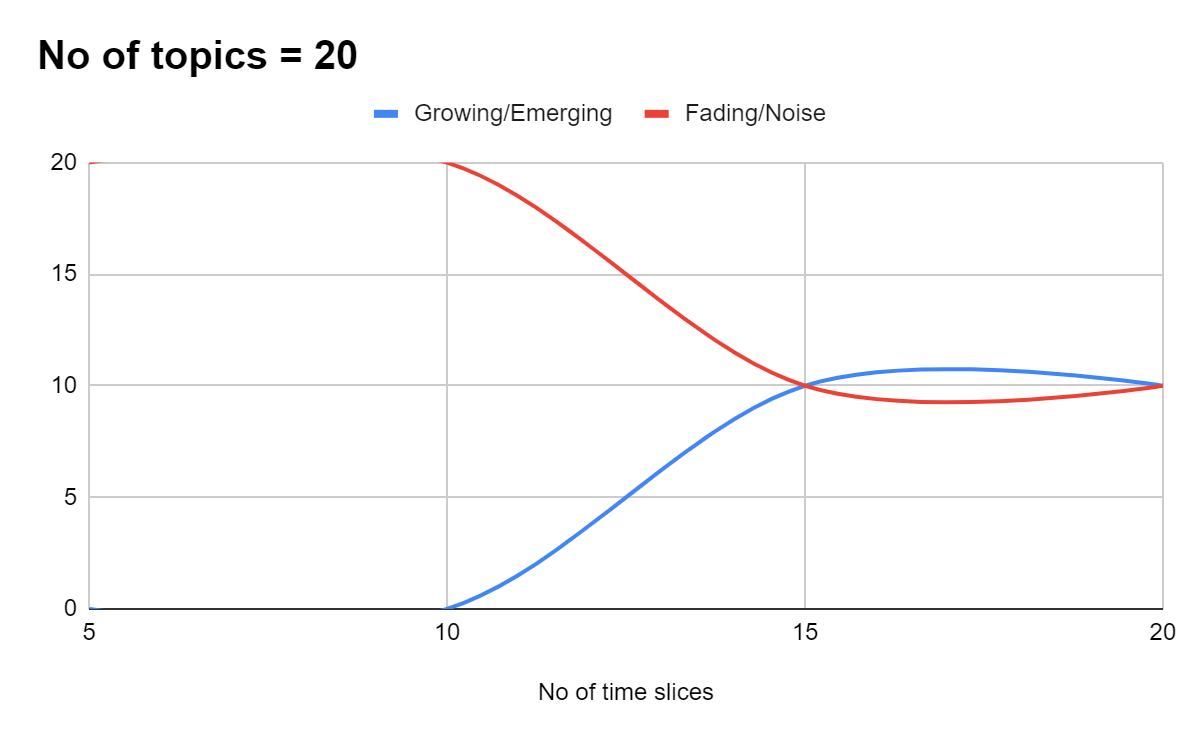 No of topics = 20
Growing/Emerging Fading/Noise
20
15
10
5
0
5 10 15 20
No of time slices